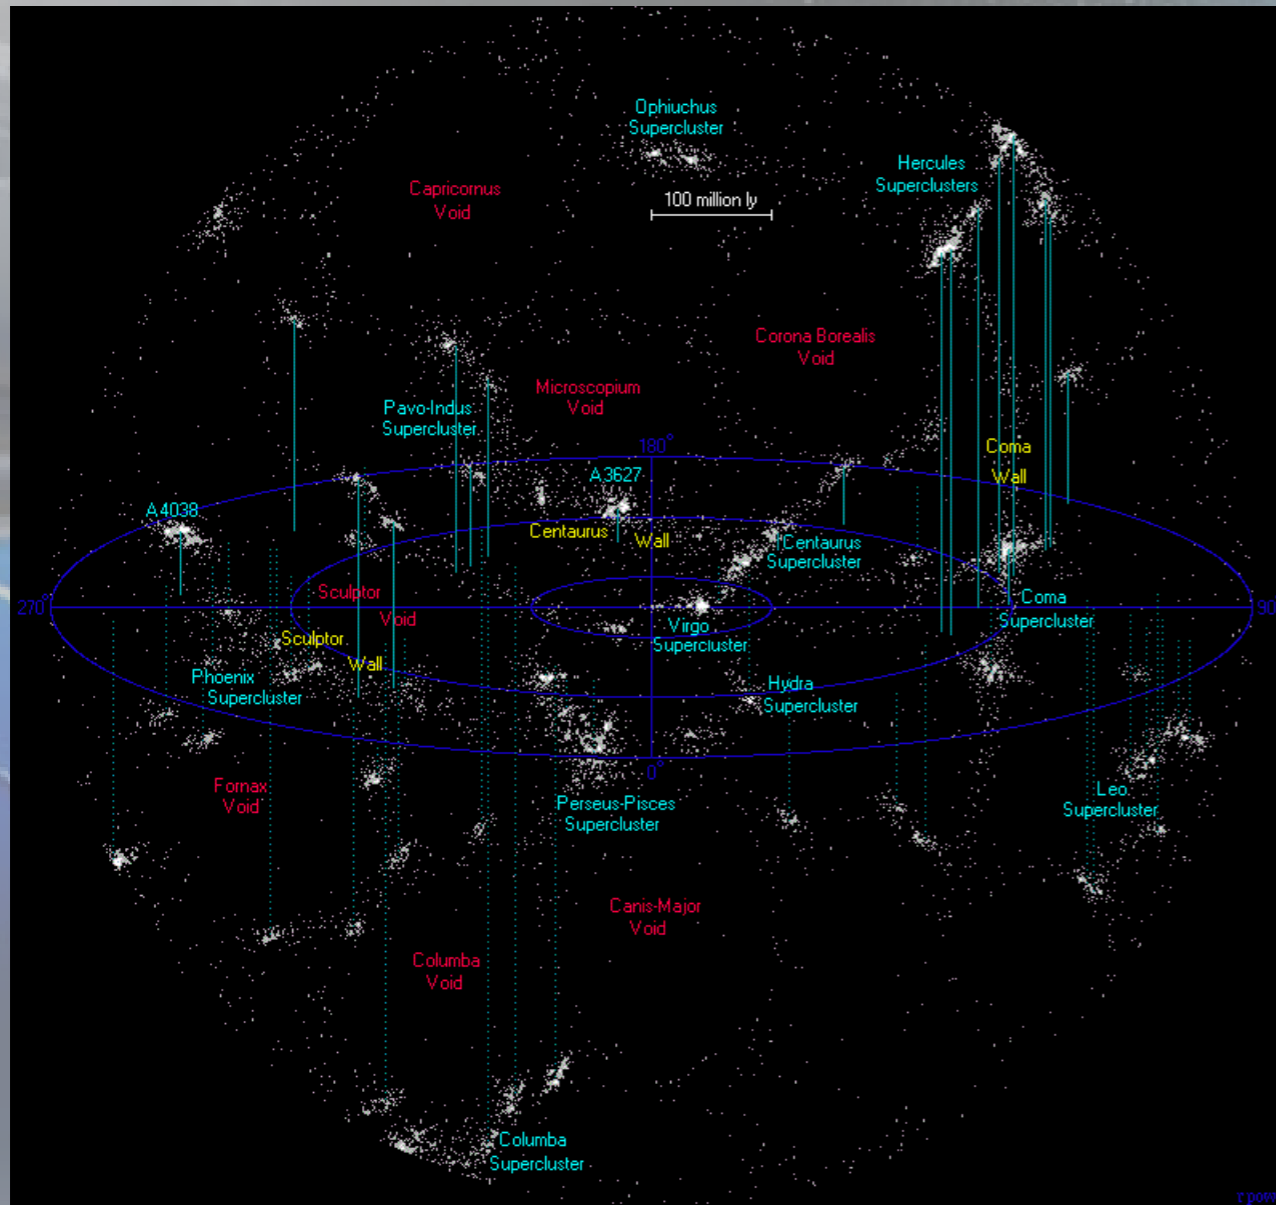 Ophiuchus
Supercluster
Hercules
Superclusters
Capricornus
Void
100 million ly
Corona Borealis
Void
Microscopium
Void
Pavo-Indus
Supercluster
180°
Coma
Wall
A3627
A4038
Centaurus
Wall
Centaurus
Supercluster
Sculptor
Void
270°
90
Coma
Supercluster
Virgo
Supercluster
Sculptor
Wall
Phoenix
Supercluster
Hydra
Supercluster
0°
Fornax
Void
Perseus-Pisces
Supercluster
Leo
Supercluster
Canis-Major
Void
Columba
Void
Columba
Supercluster
rpow